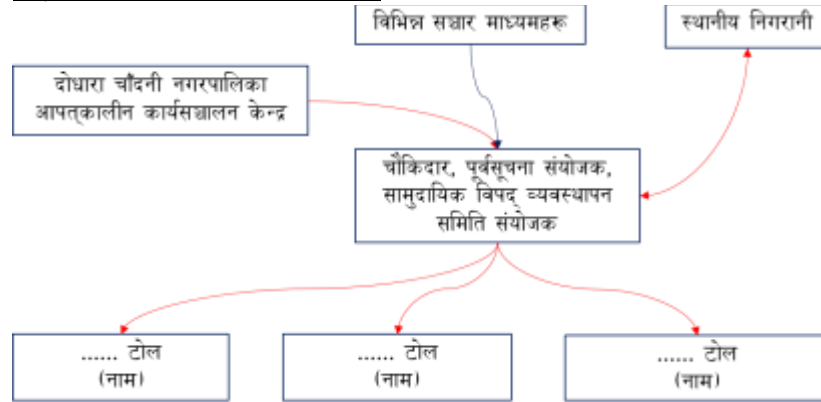 विभिन्न सञ्चार माध्यमहरू
स्थानीय निगरानी
दोधारा चाँदनी नगरपालिका
आपत्कालीन कार्यसञ्चालन केन्द्र
चौकिदार, पूर्वसूचना संयोजक,
सामुदायिक विपद् व्यवस्थापन
समिति संयोजक
...... टोल
(नाम)
...... टोल
(नाम)
...... टोल
(नाम)